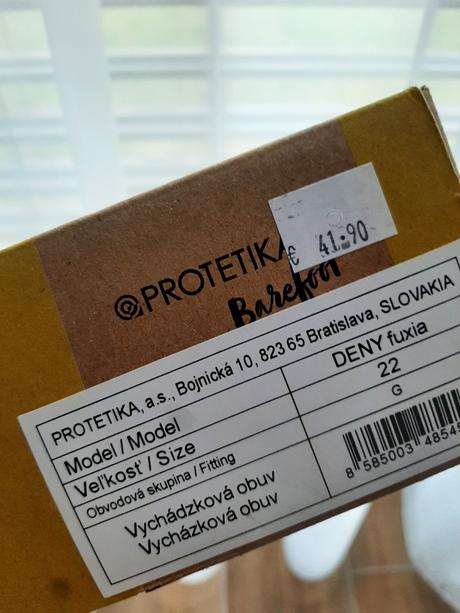 € 41.90
PROTETIKA
Barefoot
PROTETIKA, a.s., Bojnická 10, 823 65 Bratislava, SLOVAKIA
Model / Model DENY fuxia
Veľkosť / Size 22
Obvodová skupina / Fitting G
Vychádzková obuv
Vycházková obuv
8 585003 48545